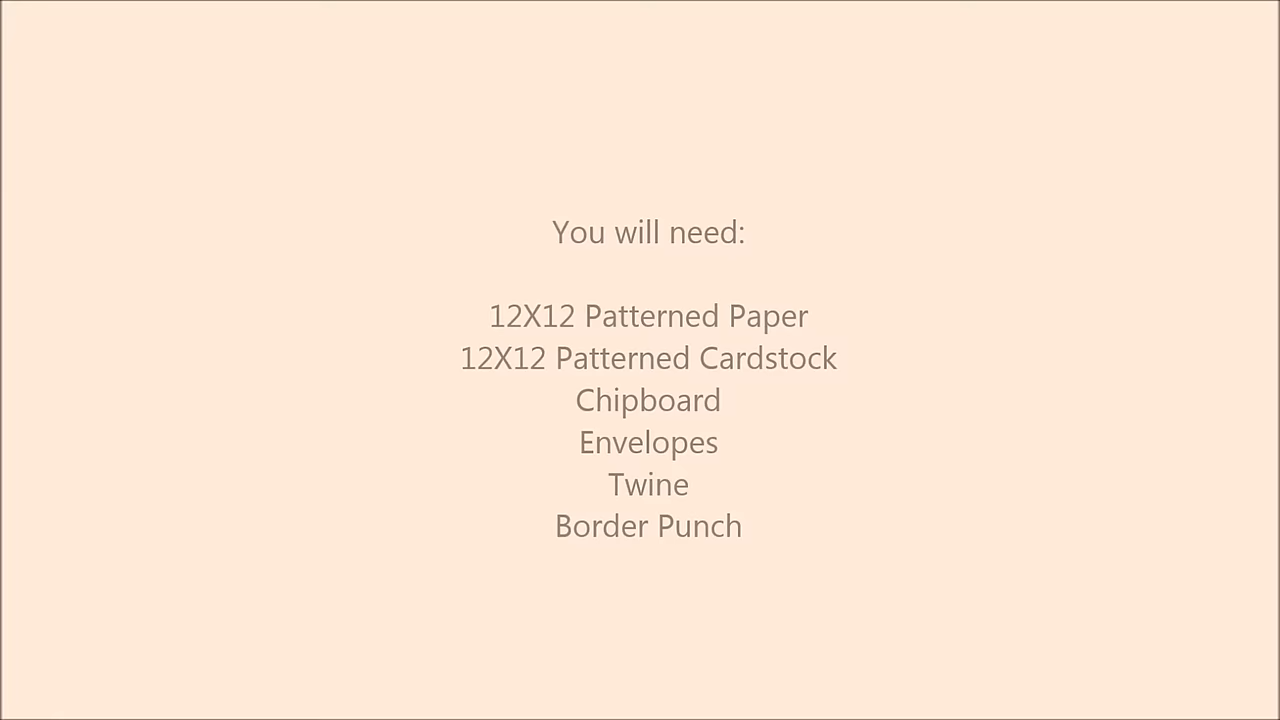 You will need:
12X12 Patterned Paper
12X12 Patterned Cardstock
Chipboard
Envelopes
Twine
Border Punch